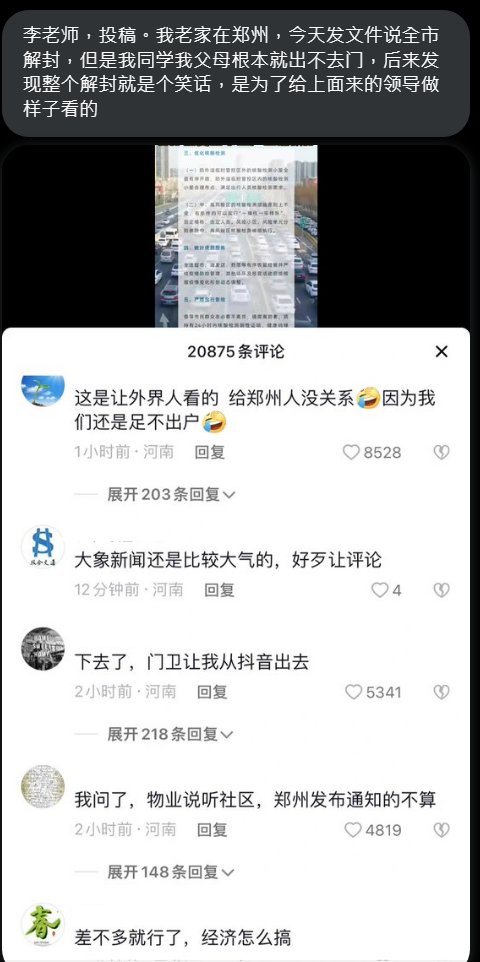 李老师，投稿。我老家在郑州，今天发文件说全市
解封，但是我同学我父母根本就出不去门，后来发
现整个解封就是个笑话，是为了给上面来的领导做
样子看的
20875条评论
这是让外界人看的 给郑州人没关系🤣因为我
们还是足不出户🤣
1小时前·河南 回复 8528
展开203条回复
大象新闻还是比较大气的，好歹让评论
12分钟前·河南 回复 4
下去了，门卫让我从抖音出去
2小时前·河南 回复 5341
展开218条回复
我问了，物业说听社区，郑州发布通知的不算
2小时前·河南 回复 4819
展开148条回复
春
差不多就行了，经济怎么搞